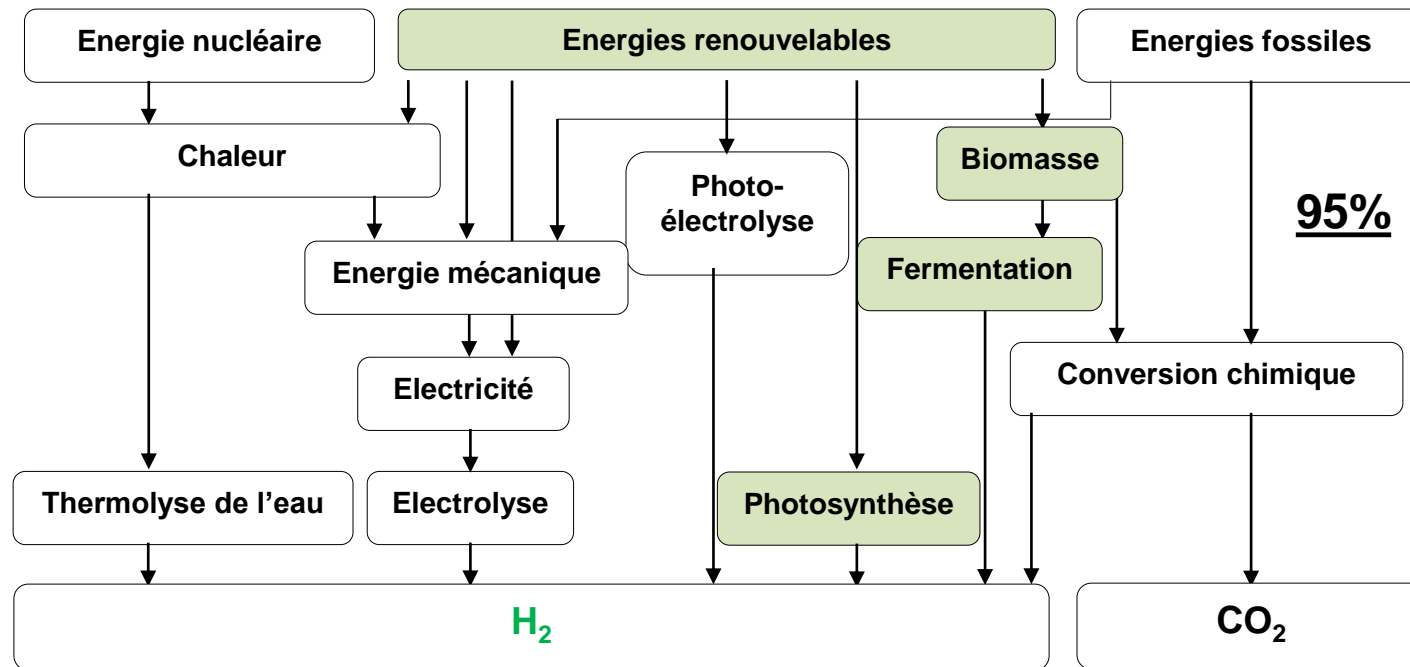 Energie nucléaire
Energies renouvelables
Energies fossiles
Chaleur
Biomasse
Photo-
électrolyse
95%
Energie mécanique
Fermentation
Electricité
Conversion chimique
Thermolyse de l’eau
Electrolyse
Photosynthèse
H₂
CO₂